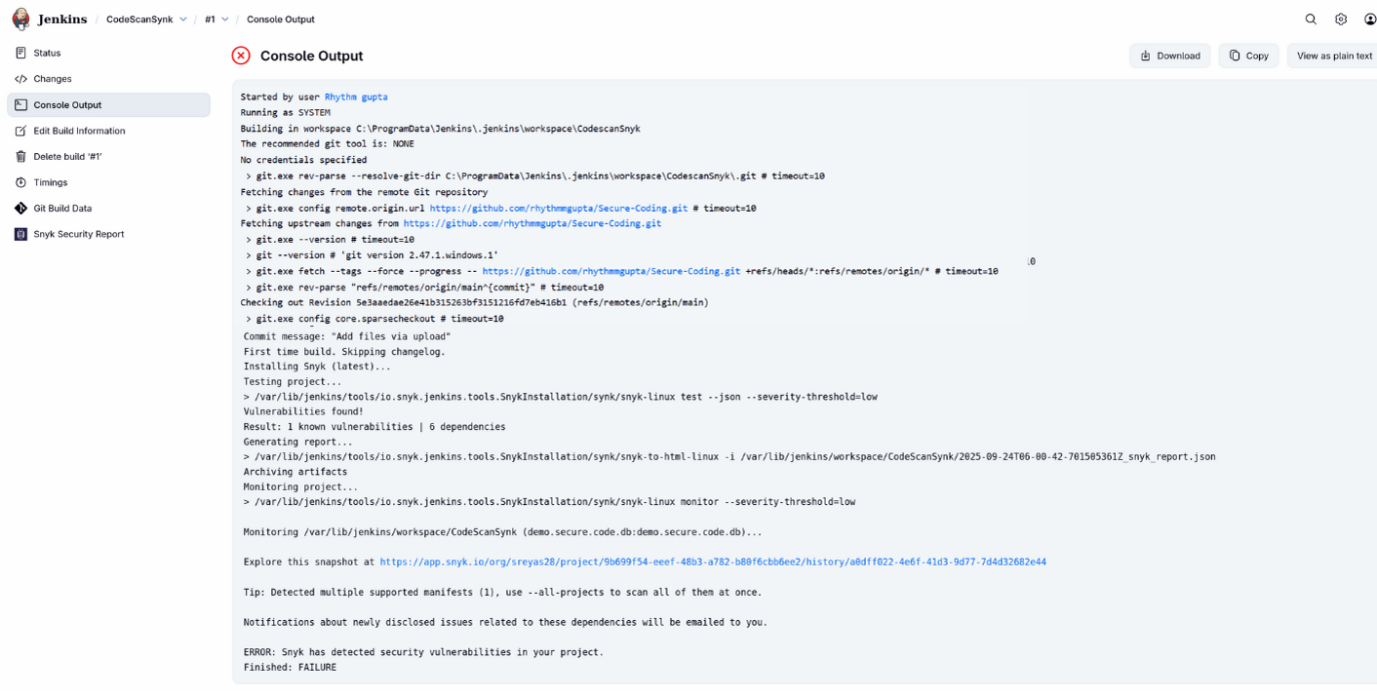 Jenkins / CodeScanSynk / #1 / Console Output
Status
Changes
Console Output
Edit Build Information
Delete build '#1'
Timings
Git Build Data
Snyk Security Report
Console Output
Download
Copy
View as plain text
Started by user Rhythm gupta
Running as SYSTEM
Building in workspace C:\ProgramData\Jenkins\.jenkins\workspace\CodescanSnyk
The recommended git tool is: NONE
No credentials specified
> git.exe rev-parse --resolve-git-dir C:\ProgramData\Jenkins\.jenkins\workspace\CodescanSnyk\.git # timeout=10
Fetching changes from the remote Git repository
> git.exe config remote.origin.url https://github.com/rhythmmgupta/Secure-Coding.git # timeout=10
Fetching upstream changes from https://github.com/rhythmmgupta/Secure-Coding.git
> git.exe --version # timeout=10
> git --version # 'git version 2.47.1.windows.1'
> git.exe fetch --tags --force --progress -- https://github.com/rhythmmgupta/Secure-Coding.git +refs/heads/*:refs/remotes/origin/* # timeout=10
10
> git.exe rev-parse "refs/remotes/origin/main^{commit}" # timeout=10
Checking out Revision 5e3aaedae26e41b315263bf3151216fd7eb416b1 (refs/remotes/origin/main)
> git.exe config core.sparsecheckout # timeout=10
Commit message: "Add files via upload"
First time build. Skipping changelog.
Installing Snyk (latest)...
Testing project...
> /var/lib/jenkins/tools/io.snyk.jenkins.tools.SnykInstallation/synk/snyk-linux test --json --severity-threshold=low
Vulnerabilities found!
Result: 1 known vulnerabilities | 6 dependencies
Generating report...
> /var/lib/jenkins/tools/io.snyk.jenkins.tools.SnykInstallation/synk/snyk-to-html-linux -i /var/lib/jenkins/workspace/CodeScanSynk/2025-09-24T06-00-42-701505361Z_snyk_report.json
Archiving artifacts
Monitoring project...
> /var/lib/jenkins/tools/io.snyk.jenkins.tools.SnykInstallation/synk/snyk-linux monitor --severity-threshold=low
Monitoring /var/lib/jenkins/workspace/CodeScanSynk (demo.secure.code.db:demo.secure.code.db)...
Explore this snapshot at https://app.snyk.io/org/sreyas28/project/9b699f54-eeef-48b3-a782-b80f6cbb6ee2/history/a0dff022-4e6f-41d3-9d77-7d4d32682e44
Tip: Detected multiple supported manifests (1), use --all-projects to scan all of them at once.
Notifications about newly disclosed issues related to these dependencies will be emailed to you.
ERROR: Snyk has detected security vulnerabilities in your project.
Finished: FAILURE